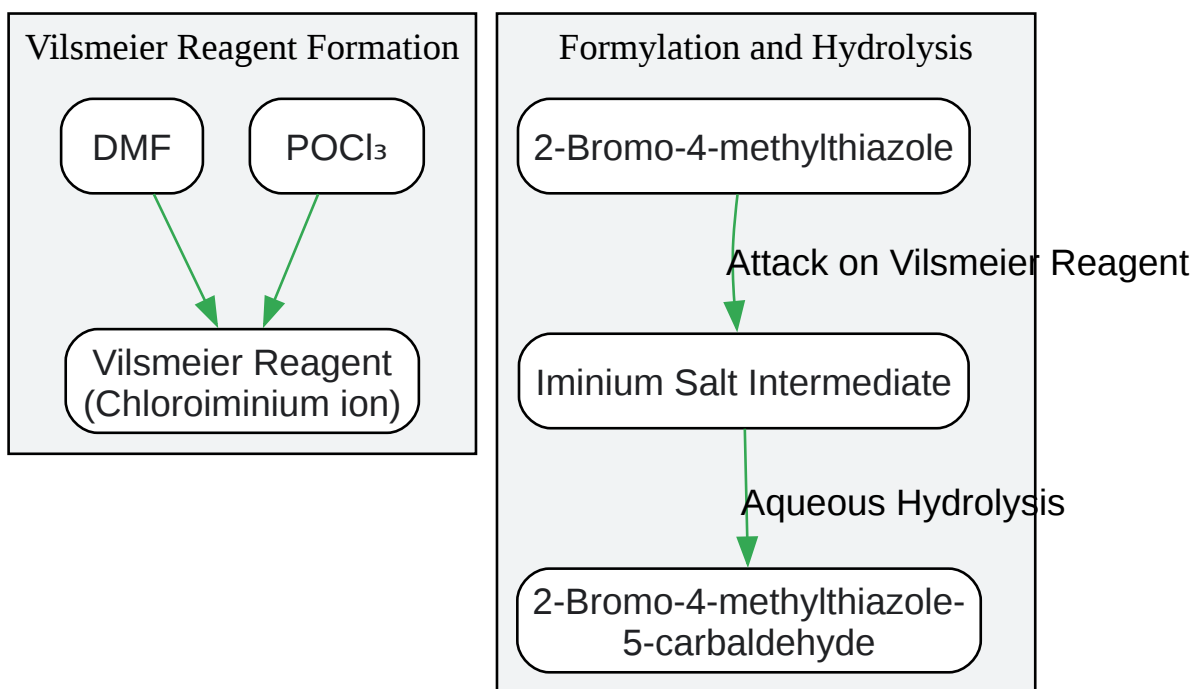 Vilsmeier Reagent Formation
DMF
POCl₃
Vilsmeier Reagent
(Chloroiminium ion)
Formylation and Hydrolysis
2-Bromo-4-methylthiazole
Attack on Vilsmeier Reagent
Iminium Salt Intermediate
Aqueous Hydrolysis
2-Bromo-4-methylthiazole-
5-carbaldehyde